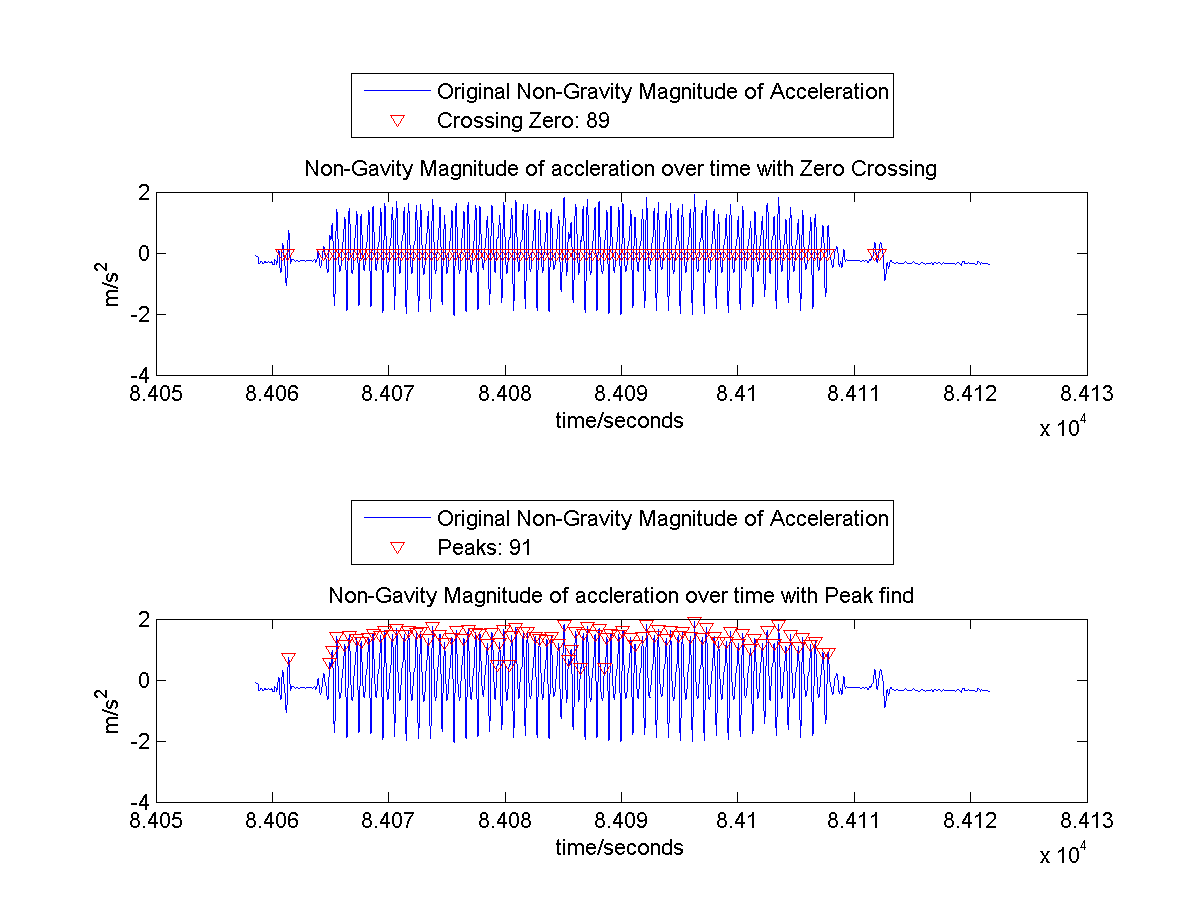 Original Non-Gravity Magnitude of Acceleration
Crossing Zero: 89
Non-Gavity Magnitude of accleration over time with Zero Crossing
2
0
-2
-4
m/s²
8.405 8.406 8.407 8.408 8.409 8.41 8.411 8.412 8.413
time/seconds
x 10⁴
Original Non-Gravity Magnitude of Acceleration
Peaks: 91
Non-Gavity Magnitude of accleration over time with Peak find
2
0
-2
-4
m/s²
8.405 8.406 8.407 8.408 8.409 8.41 8.411 8.412 8.413
time/seconds
x 10⁴